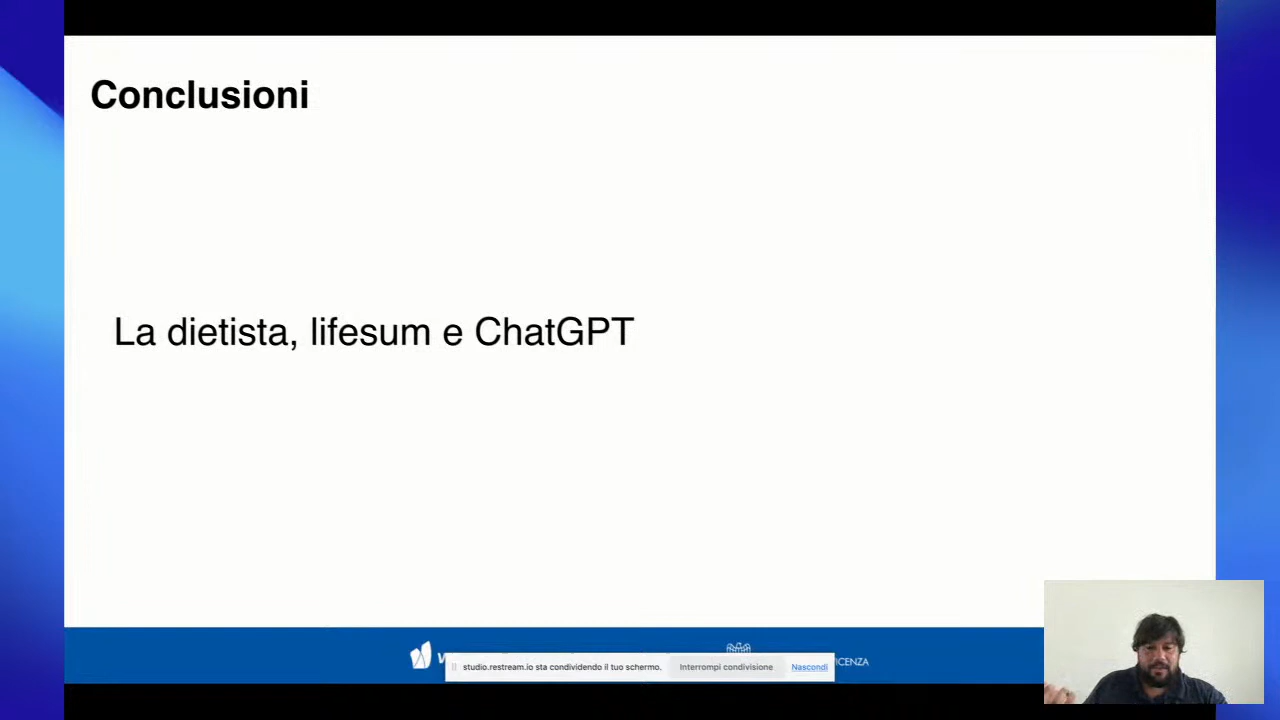 Conclusioni
La dietista, lifesum e ChatGPT
studio.restream.io sta condividendo il tuo schermo. Interrompi condivisione Nascondi